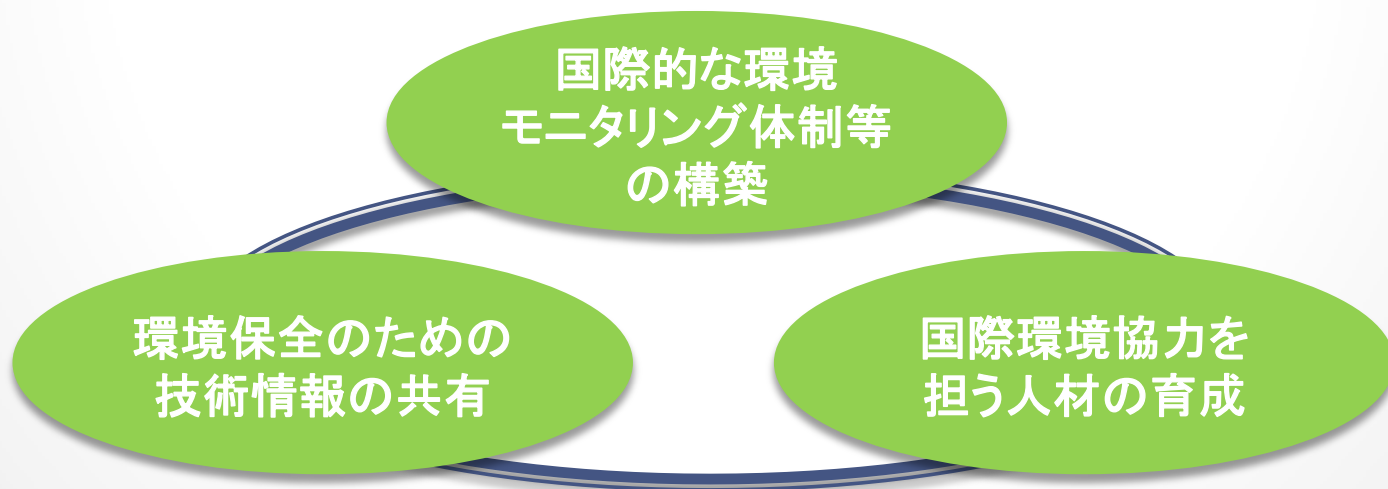 国際的な環境
モニタリング体制等
の構築
環境保全のための
技術情報の共有
国際環境協力を
担う人材の育成